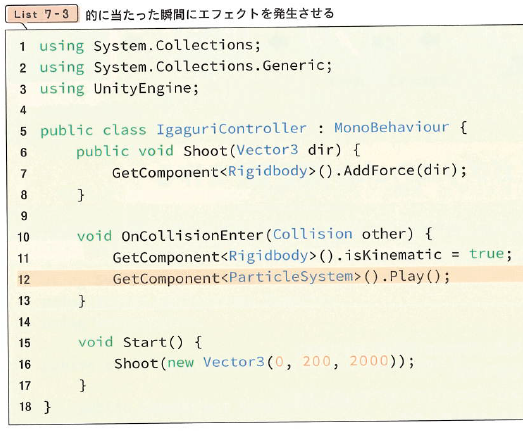 List 7-3 的に当たった瞬間にエフェクトを発生させる
1 using System.Collections;
2 using System.Collections.Generic;
3 using UnityEngine;
4
5 public class IgaguriController : MonoBehaviour {
6     public void Shoot(Vector3 dir) {
7         GetComponent<Rigidbody>().AddForce(dir);
8     }
9
10     void OnCollisionEnter(Collision other) {
11         GetComponent<Rigidbody>().isKinematic = true;
12         GetComponent<ParticleSystem>().Play();
13     }
14
15     void Start() {
16         Shoot(new Vector3(0, 200, 2000));
17     }
18 }